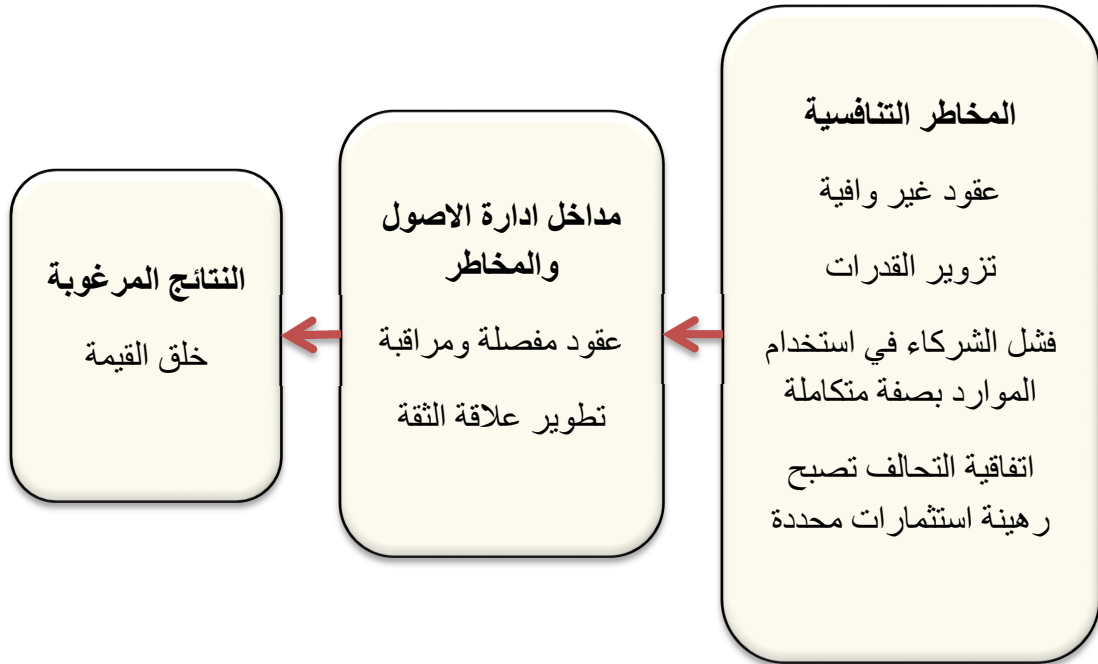 المخاطر التنافسية
عقود غير وافية
تزوير القدرات
فشل الشركاء في استخدام
الموارد بصفة متكاملة
اتفاقية التحالف تصبح
رهينة استثمارات محددة
مداخل ادارة الاصول
والمخاطر
عقود مفصلة ومراقبة
تطوير علاقة الثقة
النتائج المرغوبة
خلق القيمة